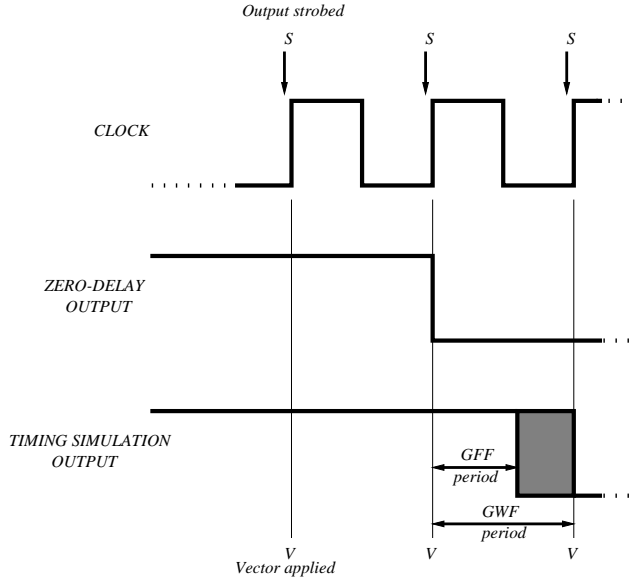 Output strobed
S S S
CLOCK
ZERO-DELAY
OUTPUT
TIMING SIMULATION
OUTPUT
GFF
period
GWF
period
V V V
Vector applied